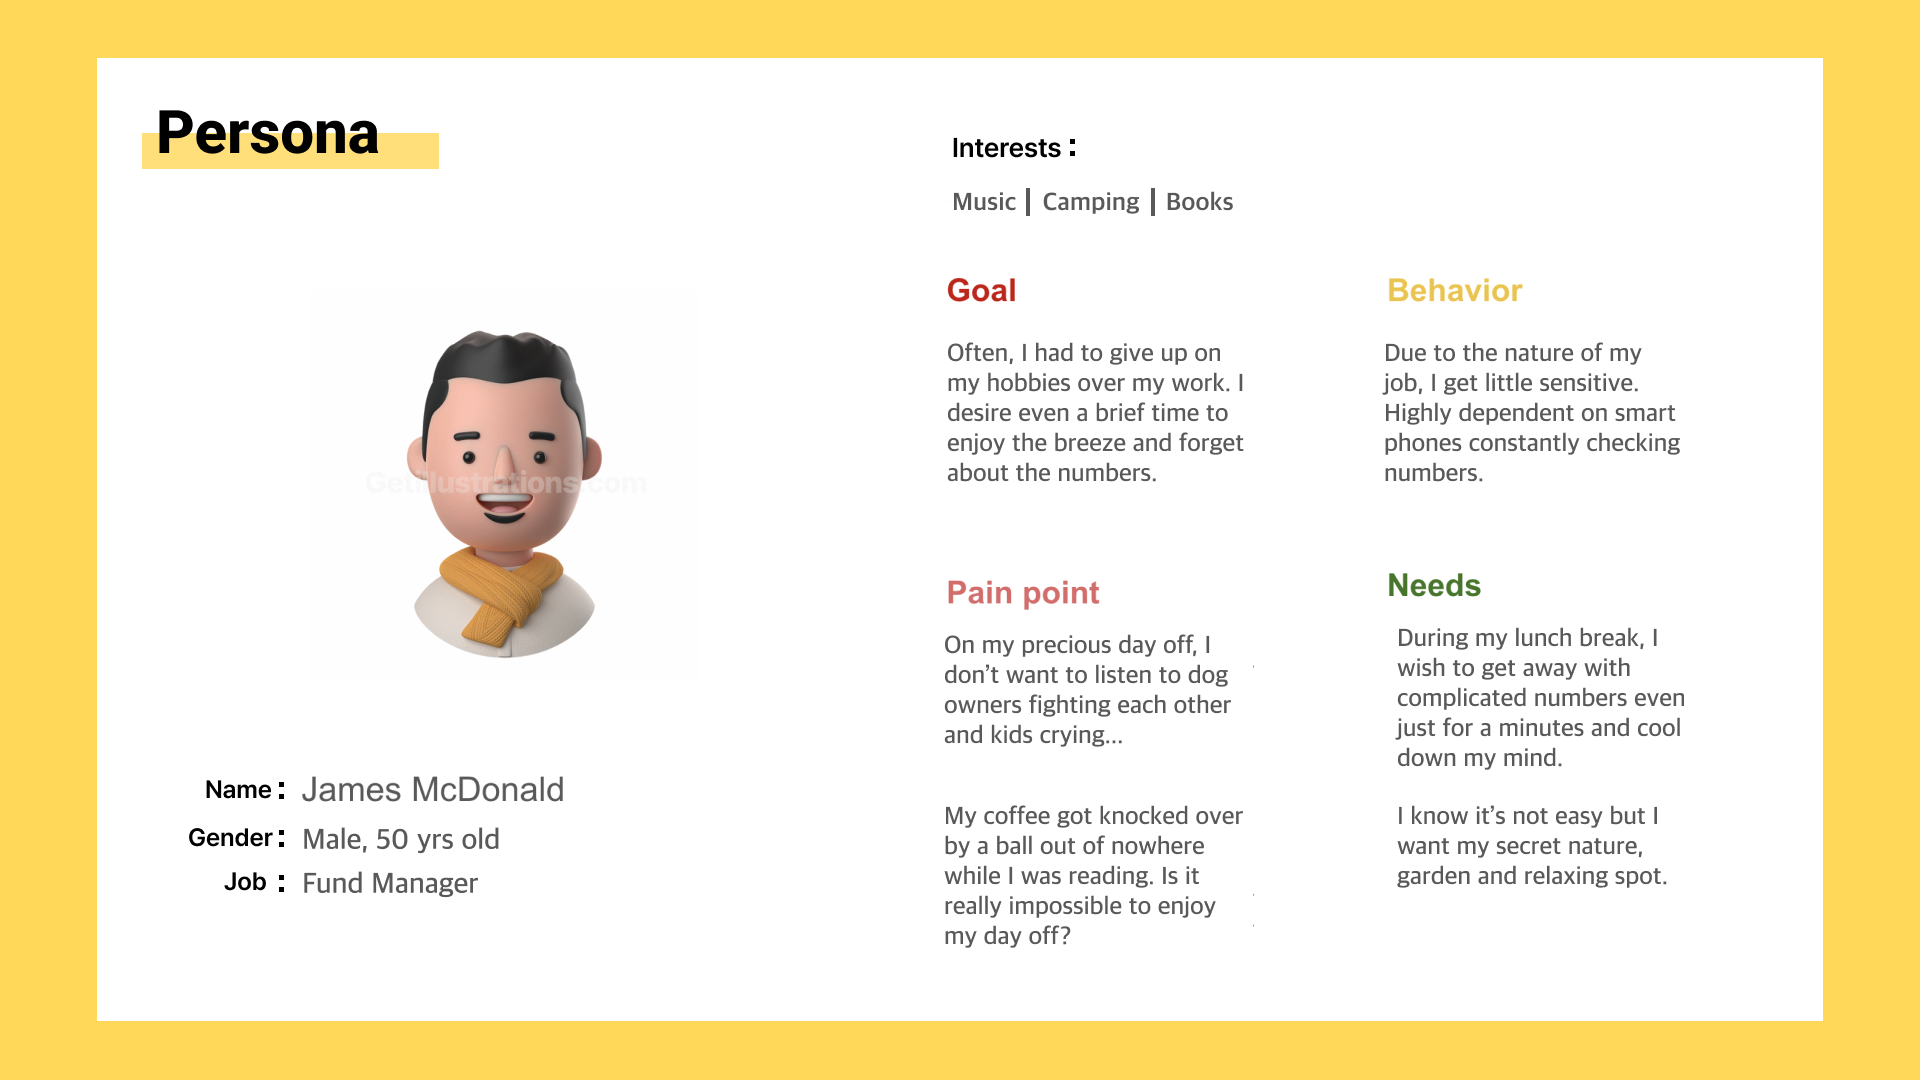 Persona
Getillustrations.com
Name : James McDonald
Gender : Male, 50 yrs old
Job : Fund Manager
Interests :
Music | Camping | Books
Goal
Often, I had to give up on
my hobbies over my work. I
desire even a brief time to
enjoy the breeze and forget
about the numbers.
Behavior
Due to the nature of my
job, I get little sensitive.
Highly dependent on smart
phones constantly checking
numbers.
Pain point
On my precious day off, I
don’t want to listen to dog
owners fighting each other
and kids crying...
My coffee got knocked over
by a ball out of nowhere
while I was reading. Is it
really impossible to enjoy
my day off?
Needs
During my lunch break, I
wish to get away with
complicated numbers even
just for a minutes and cool
down my mind.
I know it’s not easy but I
want my secret nature,
garden and relaxing spot.